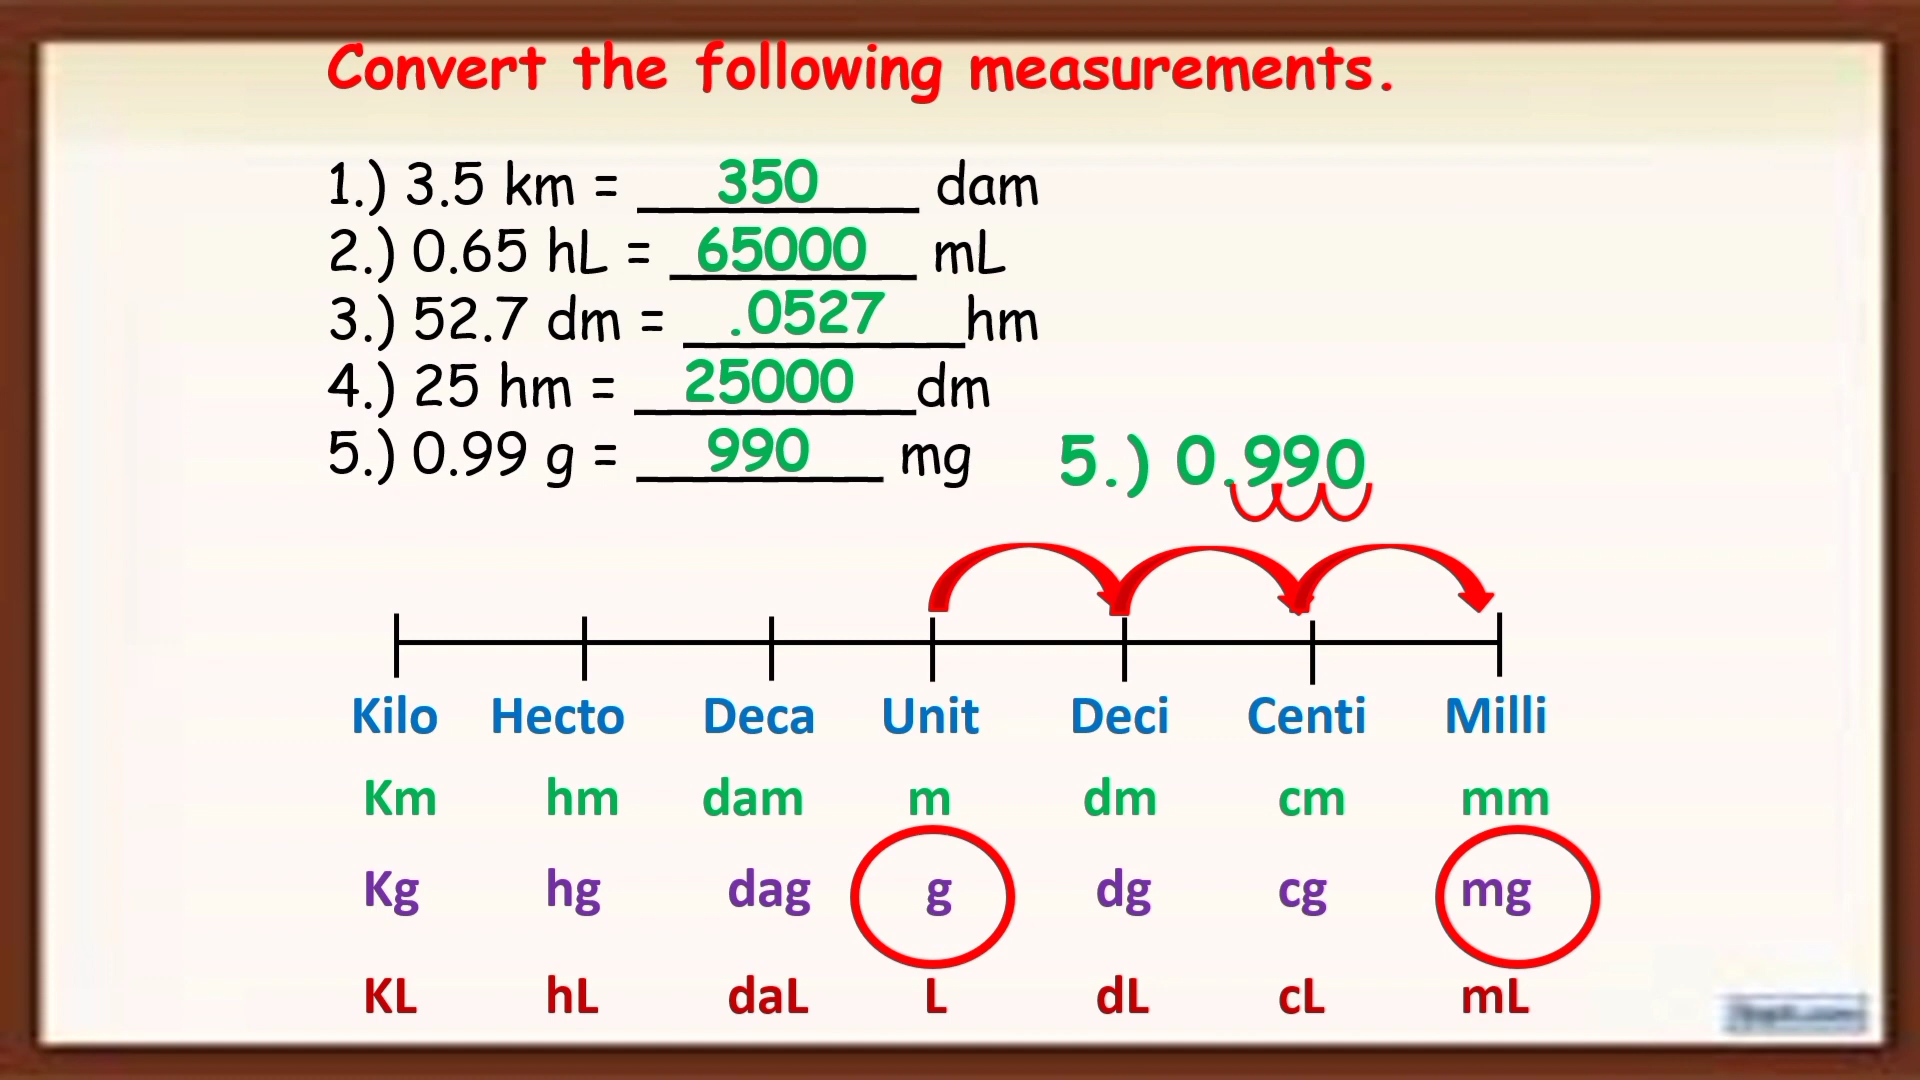 Convert the following measurements.
1.) 3.5 km = 350 dam
2.) 0.65 hL = 65000 mL
3.) 52.7 dm = .0527 hm
4.) 25 hm = 25000 dm
5.) 0.99 g = 990 mg
5.) 0.990
Kilo Hecto Deca Unit Deci Centi Milli
Km hm dam m dm cm mm
Kg hg dag g dg cg mg
KL hL daL L dL cL mL